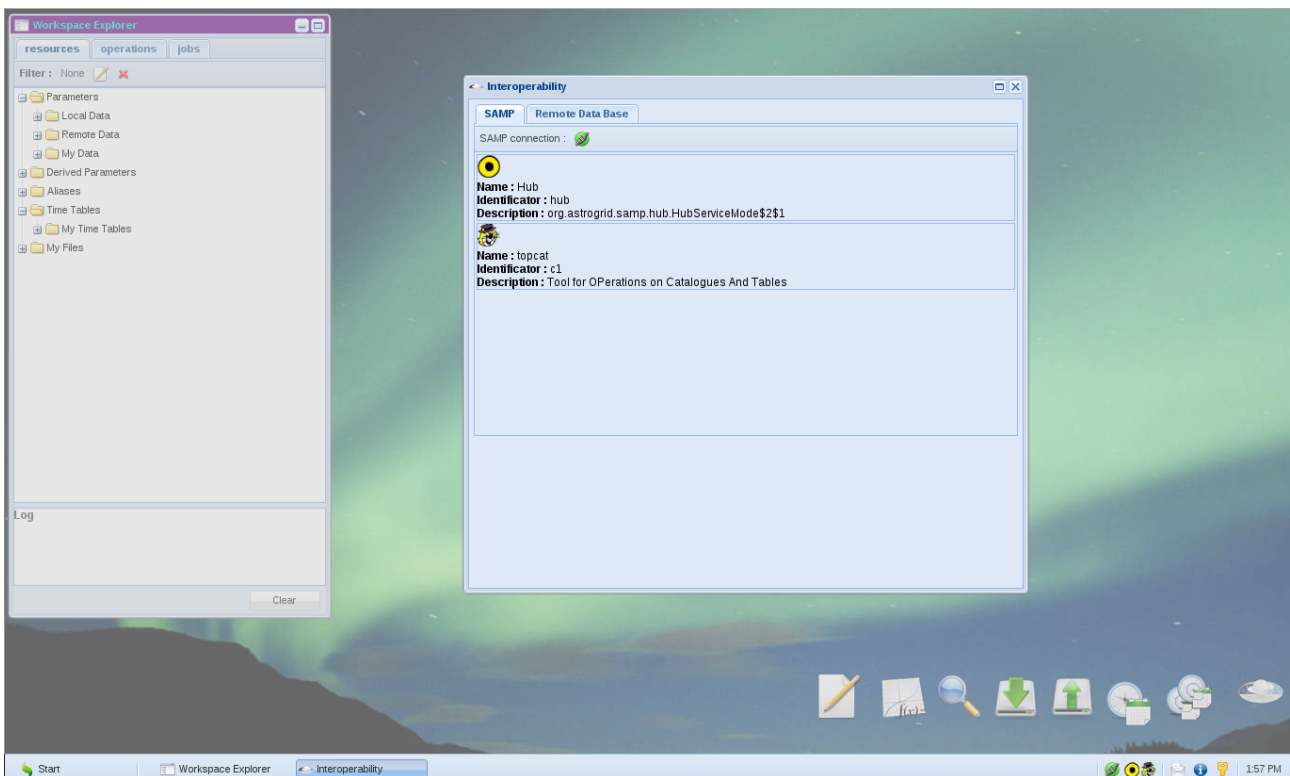 Workspace Explorer
resources operations jobs
Filter : None
Parameters
Local Data
Remote Data
My Data
Derived Parameters
Aliases
Time Tables
My Time Tables
My Files
Log
Clear
Interoperability
SAMP Remote Data Base
SAMP connection :
Name : Hub
Identificator : hub
Description : org.astrogrid.samp.hub.HubServiceMode$2$1
Name : topcat
Identificator : c1
Description : Tool for OPerations on Catalogues And Tables
f(x)=
Start Workspace Explorer Interoperability 1:57 PM